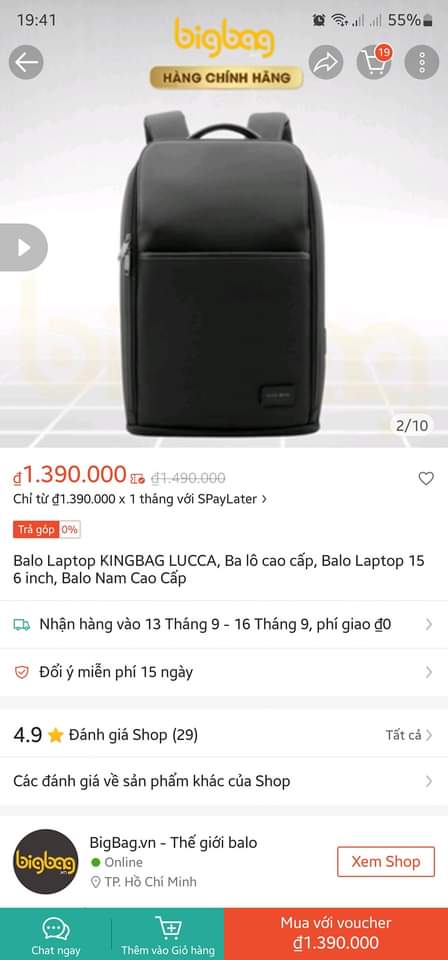 19:41
55%
bigbag
HÀNG CHÍNH HÃNG
19
2/10
₫1.390.000 ₫1.490.000
Chỉ từ ₫1.390.000 x 1 tháng với SPayLater >
Trả góp 0%
Balo Laptop KINGBAG LUCCA, Ba lô cao cấp, Balo Laptop 15
6 inch, Balo Nam Cao Cấp
Nhận hàng vào 13 Tháng 9 - 16 Tháng 9, phí giao ₫0
Đổi ý miễn phí 15 ngày
4.9 Đánh giá Shop (29) Tất cả
Các đánh giá về sản phẩm khác của Shop
bigbag
BigBag.vn - Thế giới balo
Online
TP. Hồ Chí Minh
Xem Shop
Chat ngay
Thêm vào Giỏ hàng
Mua với voucher
₫1.390.000